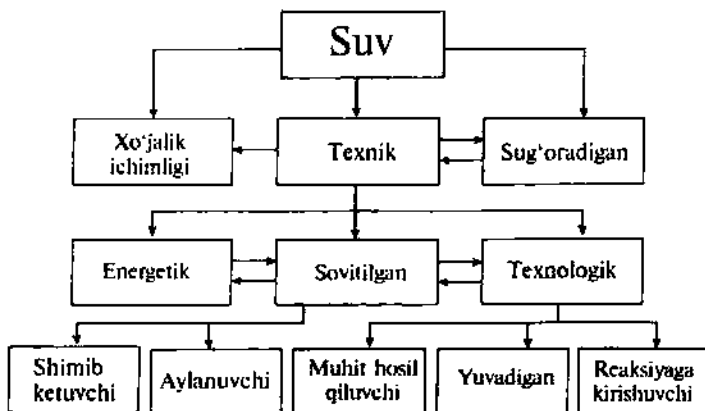 Suv
Xo‘jalik
ichimligi
Texnik
Sug‘oradigan
Energetik
Sovitilgan
Texnologik
Shimib
ketuvchi
Aylanuvchi
Muhit hosil
qiluvchi
Yuvadigan
Reaksiyaga
kirishuvchi